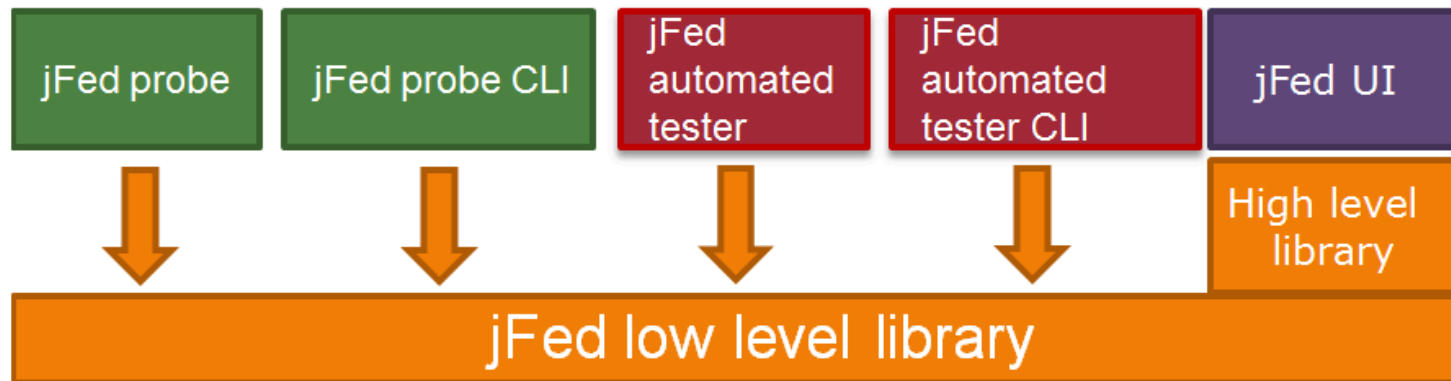 jFed probe
jFed probe CLI
jFed
automated
tester
jFed
automated
tester CLI
jFed UI
High level
library
jFed low level library